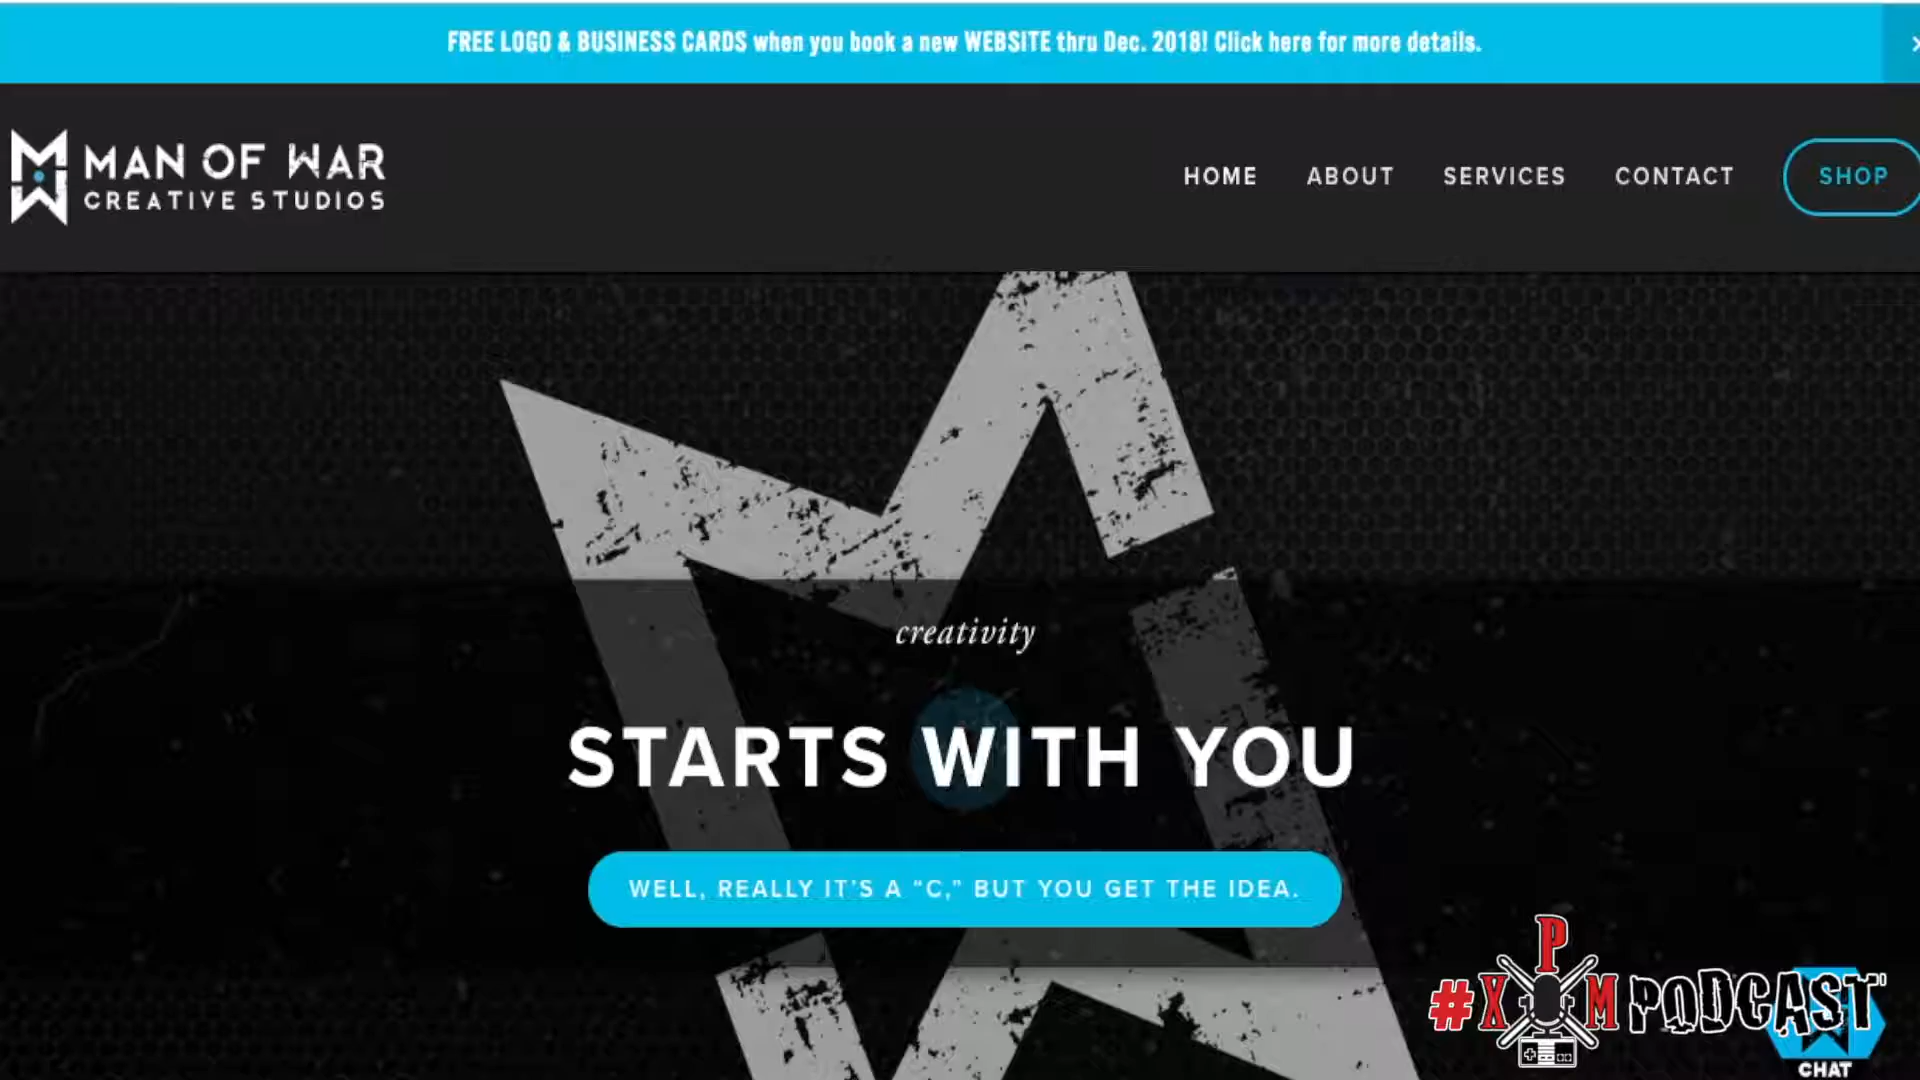 FREE LOGO & BUSINESS CARDS when you book a new WEBSITE thru Dec. 2018! Click here for more details.
MAN OF WAR
CREATIVE STUDIOS
HOME ABOUT SERVICES CONTACT SHOP
creativity
STARTS WITH YOU
WELL, REALLY IT'S A “C,” BUT YOU GET THE IDEA.
P
#X M PODCAST
CHAT